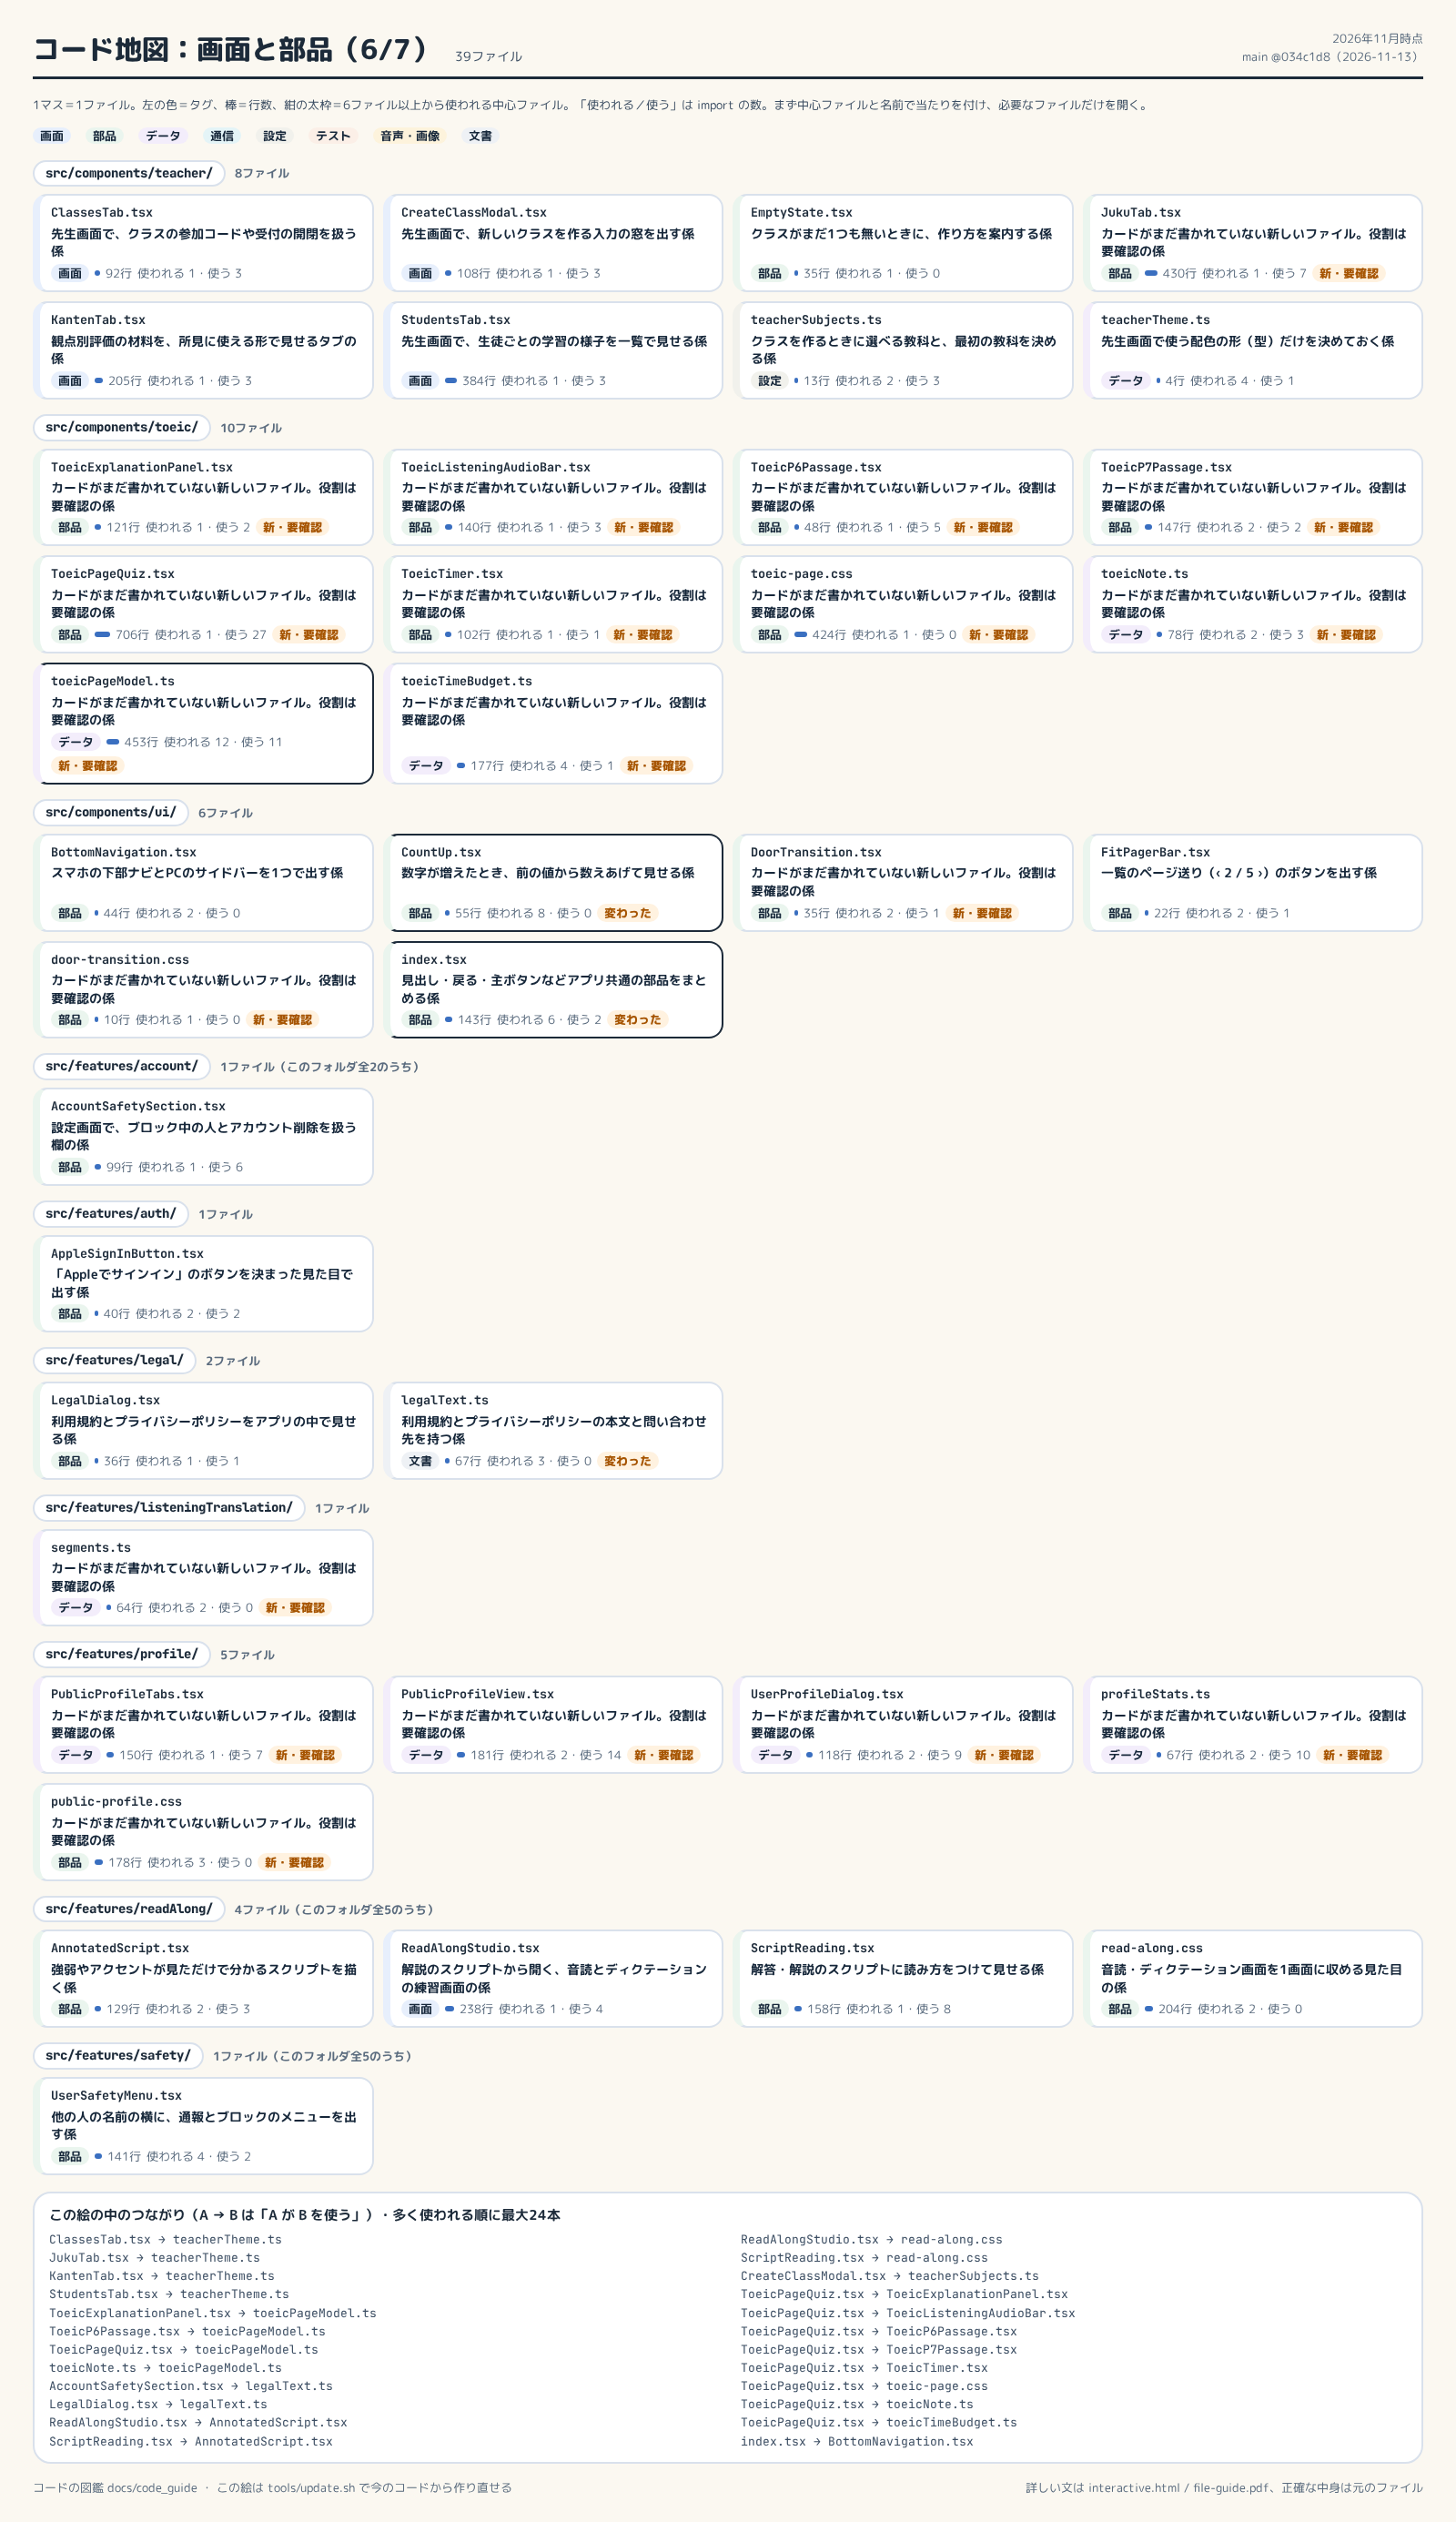 コード地図：画面と部品（6/7） 39ファイル
2026年11月時点
main @034c1d8（2026-11-13）
1マス＝1ファイル。左の色＝タグ、棒＝行数、紺の太枠＝6ファイル以上から使われる中心ファイル。「使われる／使う」は import の数。まず中心ファイルと名前で当たりを付け、必要なファイルだけを開く。
画面 部品 データ 通信 設定 テスト 音声・画像 文書
src/components/teacher/ 8ファイル
ClassesTab.tsx
先生画面で、クラスの参加コードや受付の開閉を扱う
係
画面 92行 使われる 1・使う 3
CreateClassModal.tsx
先生画面で、新しいクラスを作る入力の窓を出す係
画面 108行 使われる 1・使う 3
EmptyState.tsx
クラスがまだ1つも無いときに、作り方を案内する係
部品 35行 使われる 1・使う 0
JukuTab.tsx
カードがまだ書かれていない新しいファイル。役割は
要確認の係
部品 430行 使われる 1・使う 7 新・要確認
KantenTab.tsx
観点別評価の材料を、所見に使える形で見せるタブの
係
画面 205行 使われる 1・使う 3
StudentsTab.tsx
先生画面で、生徒ごとの学習の様子を一覧で見せる係
画面 384行 使われる 1・使う 3
teacherSubjects.ts
クラスを作るときに選べる教科と、最初の教科を決め
る係
設定 13行 使われる 2・使う 3
teacherTheme.ts
先生画面で使う配色の形（型）だけを決めておく係
データ 4行 使われる 4・使う 1
src/components/toeic/ 10ファイル
ToeicExplanationPanel.tsx
カードがまだ書かれていない新しいファイル。役割は
要確認の係
部品 121行 使われる 1・使う 2 新・要確認
ToeicListeningAudioBar.tsx
カードがまだ書かれていない新しいファイル。役割は
要確認の係
部品 140行 使われる 1・使う 3 新・要確認
ToeicP6Passage.tsx
カードがまだ書かれていない新しいファイル。役割は
要確認の係
部品 48行 使われる 1・使う 5 新・要確認
ToeicP7Passage.tsx
カードがまだ書かれていない新しいファイル。役割は
要確認の係
部品 147行 使われる 2・使う 2 新・要確認
ToeicPageQuiz.tsx
カードがまだ書かれていない新しいファイル。役割は
要確認の係
部品 706行 使われる 1・使う 27 新・要確認
ToeicTimer.tsx
カードがまだ書かれていない新しいファイル。役割は
要確認の係
部品 102行 使われる 1・使う 1 新・要確認
toeic-page.css
カードがまだ書かれていない新しいファイル。役割は
要確認の係
部品 424行 使われる 1・使う 0 新・要確認
toeicNote.ts
カードがまだ書かれていない新しいファイル。役割は
要確認の係
データ 78行 使われる 2・使う 3 新・要確認
toeicPageModel.ts
カードがまだ書かれていない新しいファイル。役割は
要確認の係
データ 453行 使われる 12・使う 11
新・要確認
toeicTimeBudget.ts
カードがまだ書かれていない新しいファイル。役割は
要確認の係
データ 177行 使われる 4・使う 1 新・要確認
src/components/ui/ 6ファイル
BottomNavigation.tsx
スマホの下部ナビとPCのサイドバーを1つで出す係
部品 44行 使われる 2・使う 0
CountUp.tsx
数字が増えたとき、前の値から数えあげて見せる係
部品 55行 使われる 8・使う 0 変わった
DoorTransition.tsx
カードがまだ書かれていない新しいファイル。役割は
要確認の係
部品 35行 使われる 2・使う 1 新・要確認
FitPagerBar.tsx
一覧のページ送り（‹ 2 / 5 ›）のボタンを出す係
部品 22行 使われる 2・使う 1
door-transition.css
カードがまだ書かれていない新しいファイル。役割は
要確認の係
部品 10行 使われる 1・使う 0 新・要確認
index.tsx
見出し・戻る・主ボタンなどアプリ共通の部品をまと
める係
部品 143行 使われる 6・使う 2 変わった
src/features/account/ 1ファイル（このフォルダ全2のうち）
AccountSafetySection.tsx
設定画面で、ブロック中の人とアカウント削除を扱う
欄の係
部品 99行 使われる 1・使う 6
src/features/auth/ 1ファイル
AppleSignInButton.tsx
「Appleでサインイン」のボタンを決まった見た目で
出す係
部品 40行 使われる 2・使う 2
src/features/legal/ 2ファイル
LegalDialog.tsx
利用規約とプライバシーポリシーをアプリの中で見せ
る係
部品 36行 使われる 1・使う 1
legalText.ts
利用規約とプライバシーポリシーの本文と問い合わせ
先を持つ係
文書 67行 使われる 3・使う 0 変わった
src/features/listeningTranslation/ 1ファイル
segments.ts
カードがまだ書かれていない新しいファイル。役割は
要確認の係
データ 64行 使われる 2・使う 0 新・要確認
src/features/profile/ 5ファイル
PublicProfileTabs.tsx
カードがまだ書かれていない新しいファイル。役割は
要確認の係
データ 150行 使われる 1・使う 7 新・要確認
PublicProfileView.tsx
カードがまだ書かれていない新しいファイル。役割は
要確認の係
データ 181行 使われる 2・使う 14 新・要確認
UserProfileDialog.tsx
カードがまだ書かれていない新しいファイル。役割は
要確認の係
データ 118行 使われる 2・使う 9 新・要確認
profileStats.ts
カードがまだ書かれていない新しいファイル。役割は
要確認の係
データ 67行 使われる 2・使う 10 新・要確認
public-profile.css
カードがまだ書かれていない新しいファイル。役割は
要確認の係
部品 178行 使われる 3・使う 0 新・要確認
src/features/readAlong/ 4ファイル（このフォルダ全5のうち）
AnnotatedScript.tsx
強弱やアクセントが見ただけで分かるスクリプトを描
く係
部品 129行 使われる 2・使う 3
ReadAlongStudio.tsx
解説のスクリプトから開く、音読とディクテーション
の練習画面の係
画面 238行 使われる 1・使う 4
ScriptReading.tsx
解答・解説のスクリプトに読み方をつけて見せる係
部品 158行 使われる 1・使う 8
read-along.css
音読・ディクテーション画面を1画面に収める見た目
の係
部品 204行 使われる 2・使う 0
src/features/safety/ 1ファイル（このフォルダ全5のうち）
UserSafetyMenu.tsx
他の人の名前の横に、通報とブロックのメニューを出
す係
部品 141行 使われる 4・使う 2
この絵の中のつながり（A → B は「A が B を使う」）・多く使われる順に最大24本
ClassesTab.tsx → teacherTheme.ts
JukuTab.tsx → teacherTheme.ts
KantenTab.tsx → teacherTheme.ts
StudentsTab.tsx → teacherTheme.ts
ToeicExplanationPanel.tsx → toeicPageModel.ts
ToeicP6Passage.tsx → toeicPageModel.ts
ToeicPageQuiz.tsx → toeicPageModel.ts
toeicNote.ts → toeicPageModel.ts
AccountSafetySection.tsx → legalText.ts
LegalDialog.tsx → legalText.ts
ReadAlongStudio.tsx → AnnotatedScript.tsx
ScriptReading.tsx → AnnotatedScript.tsx
ReadAlongStudio.tsx → read-along.css
ScriptReading.tsx → read-along.css
CreateClassModal.tsx → teacherSubjects.ts
ToeicPageQuiz.tsx → ToeicExplanationPanel.tsx
ToeicPageQuiz.tsx → ToeicListeningAudioBar.tsx
ToeicPageQuiz.tsx → ToeicP6Passage.tsx
ToeicPageQuiz.tsx → ToeicP7Passage.tsx
ToeicPageQuiz.tsx → ToeicTimer.tsx
ToeicPageQuiz.tsx → toeic-page.css
ToeicPageQuiz.tsx → toeicNote.ts
ToeicPageQuiz.tsx → toeicTimeBudget.ts
index.tsx → BottomNavigation.tsx
コードの図鑑 docs/code_guide ・ この絵は tools/update.sh で今のコードから作り直せる
詳しい文は interactive.html / file-guide.pdf、正確な中身は元のファイル